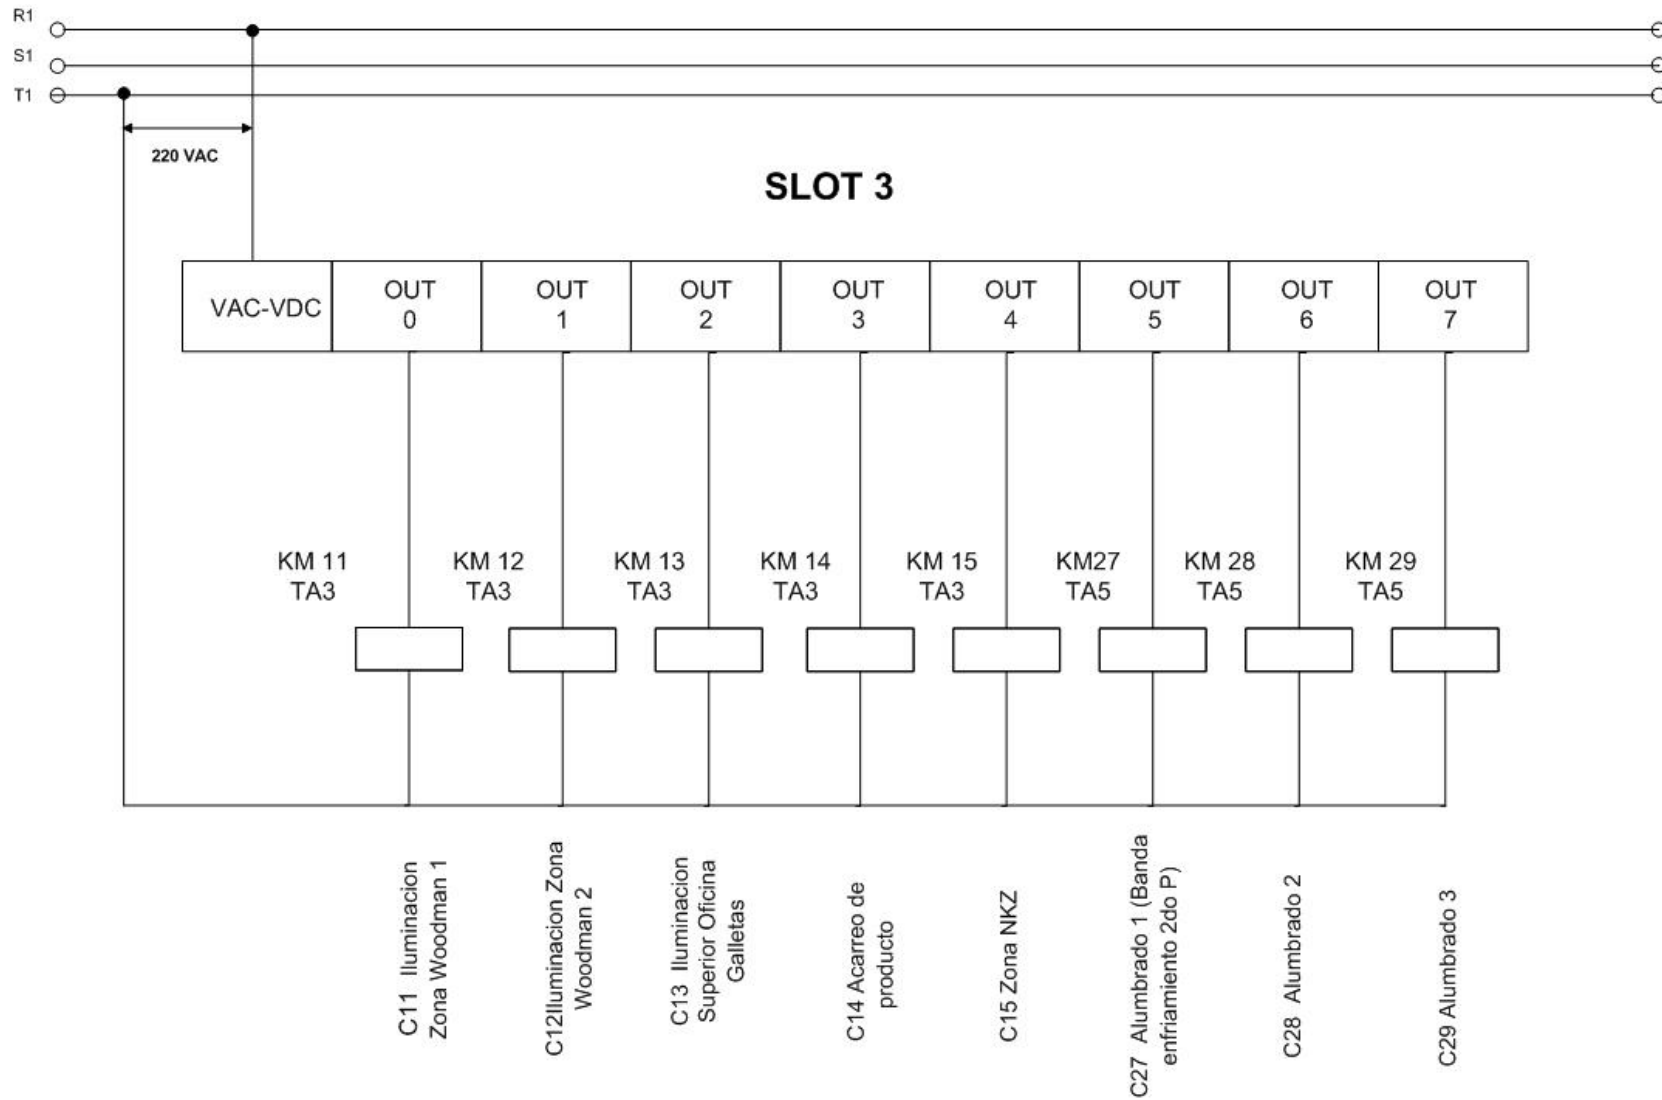 R1
S1
T1
220 VAC
SLOT 3
VAC-VDC
OUT
0
OUT
1
OUT
2
OUT
3
OUT
4
OUT
5
OUT
6
OUT
7
KM 11
TA3
KM 12
TA3
KM 13
TA3
KM 14
TA3
KM 15
TA3
KM27
TA5
KM 28
TA5
KM 29
TA5
C11 Iluminacion
Zona Woodman 1
C12Iluminacion Zona
Woodman 2
C13 Iluminacion
Superior Oficina
Galletas
C14 Acarreo de
producto
C15 Zona NKZ
C27 Alumbrado 1 (Banda
enfriamiento 2do P)
C28 Alumbrado 2
C29 Alumbrado 3